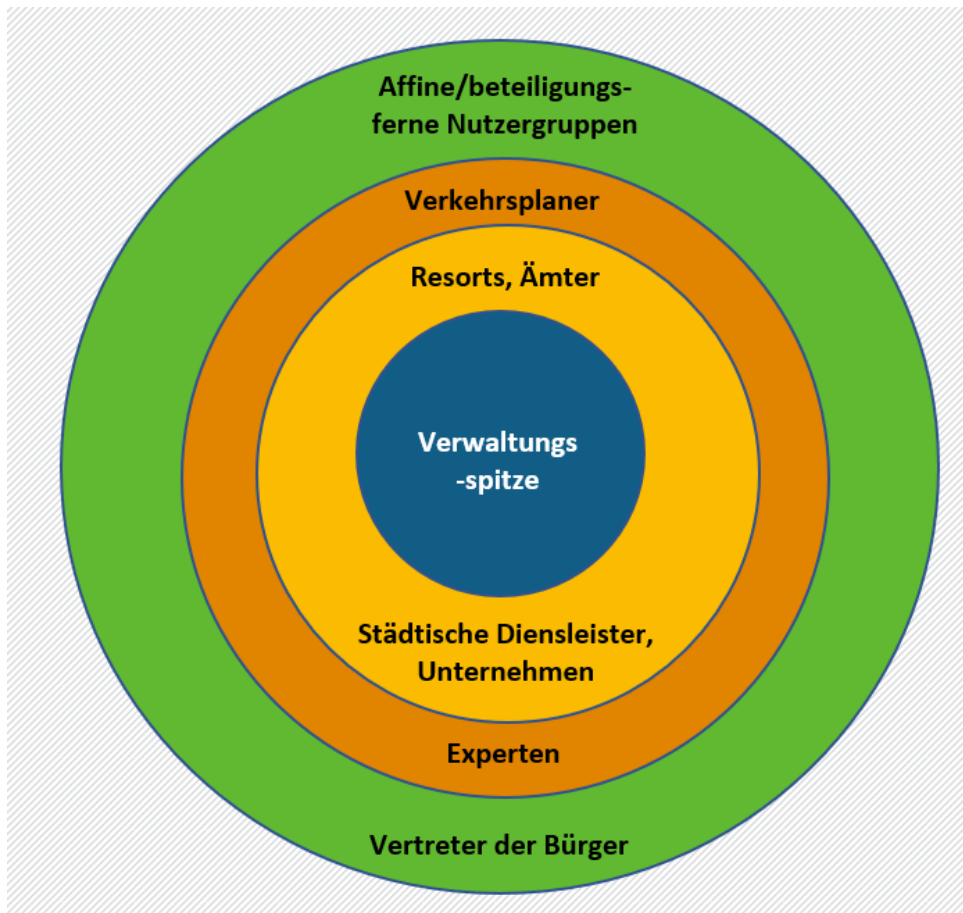 Affine/beteiligungs-
ferne Nutzergruppen
Verkehrsplaner
Resorts, Ämter
Verwaltungs
-spitze
Städtische Diensleister,
Unternehmen
Experten
Vertreter der Bürger